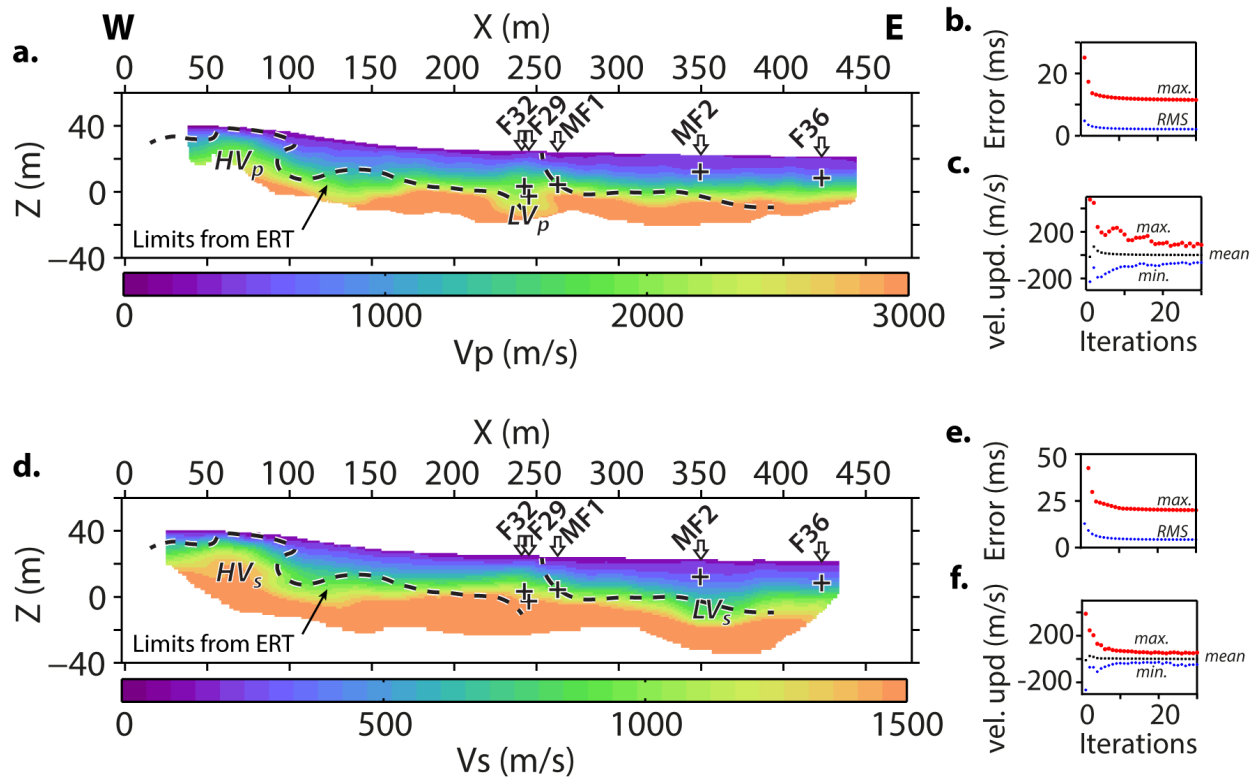 W
X (m)
E
a.
0 50 100 150 200 250 300 350 400 450
F32
F29
MF1
MF2
F36
40
0
−40
Z (m)
HVp
LVp
Limits from ERT
0 1000 2000 3000
Vp (m/s)
b.
Error (ms)
20
0
max.
RMS
c.
vel. upd. (m/s)
200
-200
max.
mean
min.
0 20
Iterations
d.
X (m)
0 50 100 150 200 250 300 350 400 450
F32
F29
MF1
MF2
F36
40
0
−40
Z (m)
HVs
LVs
Limits from ERT
0 500 1000 1500
Vs (m/s)
e.
Error (ms)
50
25
0
max.
RMS
f.
vel. upd (m/s)
200
-200
max.
mean
min.
0 20
Iterations